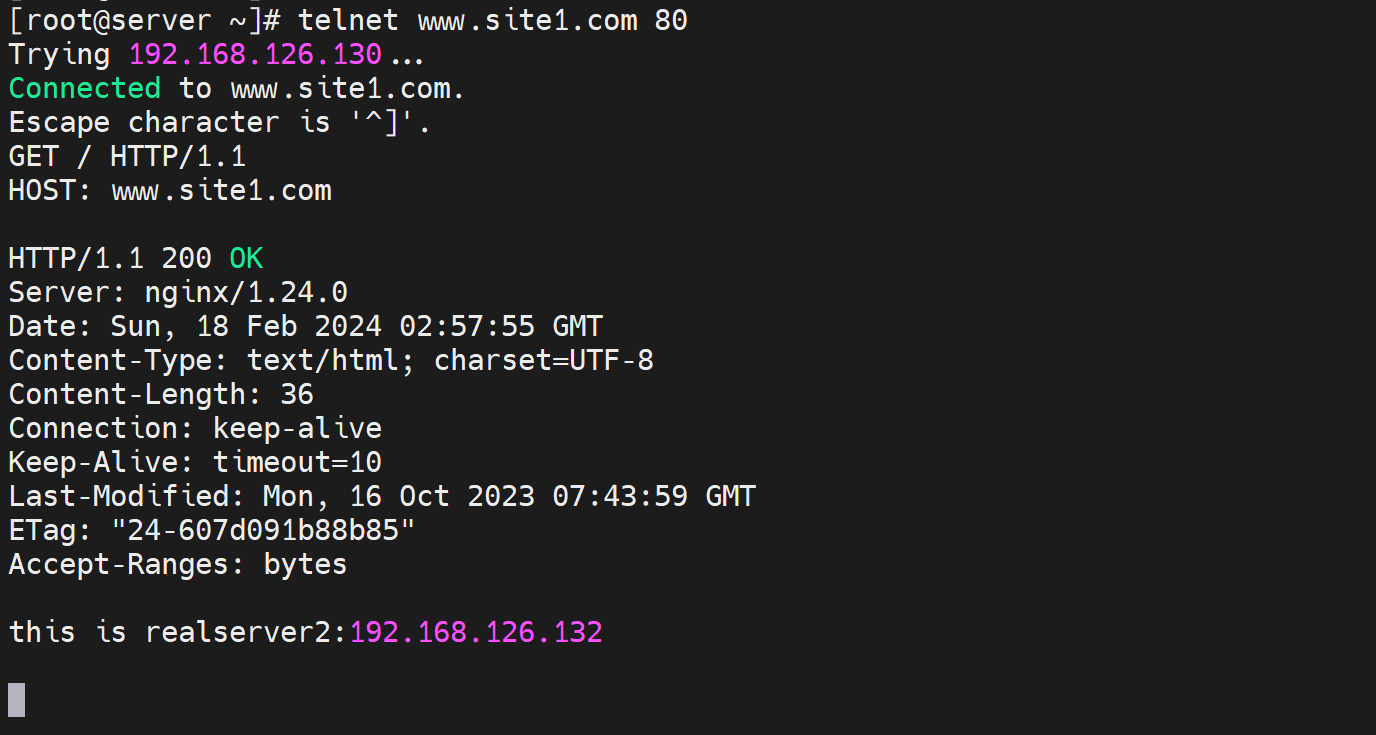 [root@server ~]# telnet www.site1.com 80
Trying 192.168.126.130...
Connected to www.site1.com.
Escape character is '^]'.
GET / HTTP/1.1
HOST: www.site1.com
HTTP/1.1 200 OK
Server: nginx/1.24.0
Date: Sun, 18 Feb 2024 02:57:55 GMT
Content-Type: text/html; charset=UTF-8
Content-Length: 36
Connection: keep-alive
Keep-Alive: timeout=10
Last-Modified: Mon, 16 Oct 2023 07:43:59 GMT
ETag: "24-607d091b88b85"
Accept-Ranges: bytes
this is realserver2:192.168.126.132